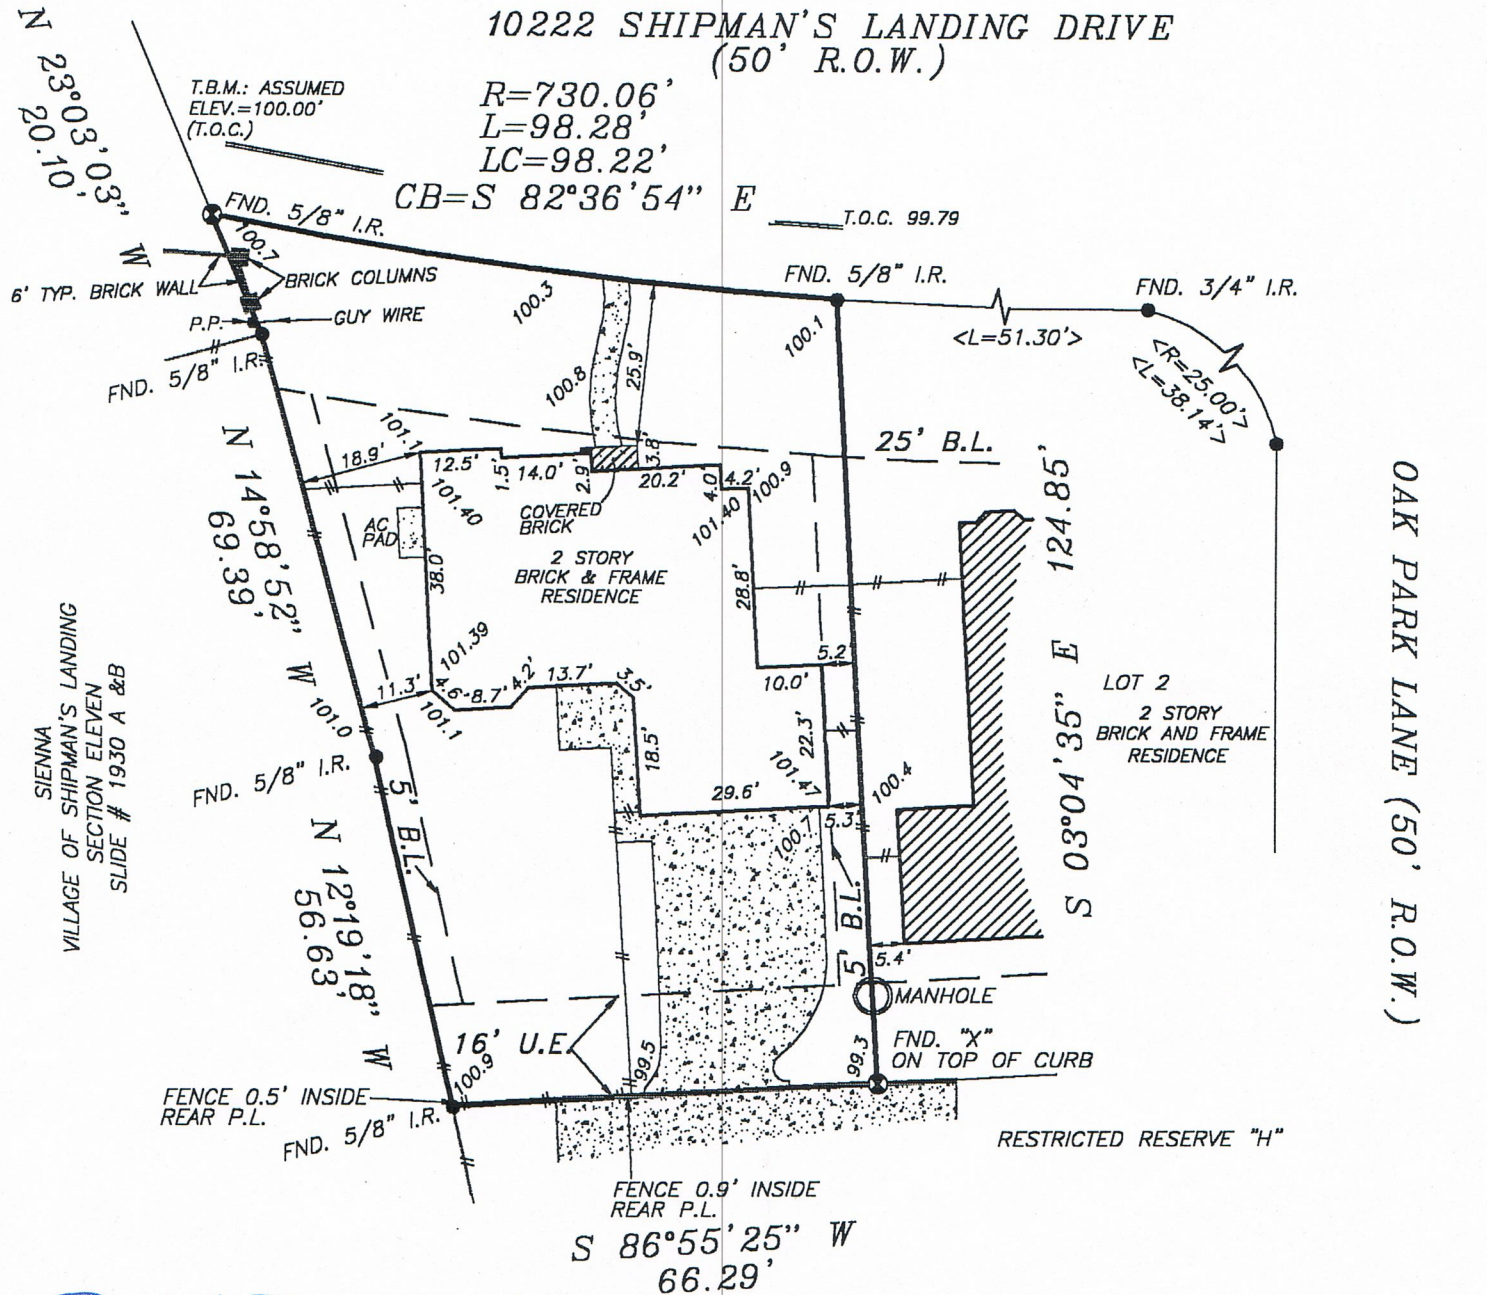 10222 SHIPMAN'S LANDING DRIVE
(50' R.O.W.)
N 23°03'03" W
20.10'
T.B.M.: ASSUMED
ELEV.=100.00'
(T.O.C.)
R=730.06'
L=98.28'
LC=98.22'
CB=S 82°36'54" E
T.O.C. 99.79
FND. 5/8" I.R.
100.7
BRICK COLUMNS
6' TYP. BRICK WALL
P.P.
GUY WIRE
FND. 5/8" I.R.
100.3
FND. 5/8" I.R.
100.1
FND. 3/4" I.R.
<L=51.30'>
<R=25.00'>
<L=38.14'>
100.8
25.9'
25' B.L.
101.1
18.9'
12.5'
1.5'
14.0'
2.9'
3.8'
20.2'
4.0'
4.2'
100.9
101.40
101.40
COVERED
BRICK
AC
PAD
38.0'
2 STORY
BRICK & FRAME
RESIDENCE
28.8'
N 14°58'52" W
69.39'
S 03°04'35" E 124.85'
OAK PARK LANE (50' R.O.W.)
SIENNA
VILLAGE OF SHIPMAN'S LANDING
SECTION ELEVEN
SLIDE # 1930 A &B
101.39
11.3'
4.6'
8.7'
4.2'
13.7'
3.5'
101.1
101.0
5.2'
10.0'
22.3'
18.5'
29.6'
101.47
5.3'
100.4
100.7
LOT 2
2 STORY
BRICK AND FRAME
RESIDENCE
FND. 5/8" I.R.
5' B.L.
5' B.L.
N 12°19'18" W
56.63'
5.4'
MANHOLE
16' U.E.
FND. "X"
ON TOP OF CURB
99.3
99.5
100.9
FENCE 0.5' INSIDE
REAR P.L.
FND. 5/8" I.R.
RESTRICTED RESERVE "H"
FENCE 0.9' INSIDE
REAR P.L.
S 86°55'25" W
66.29'